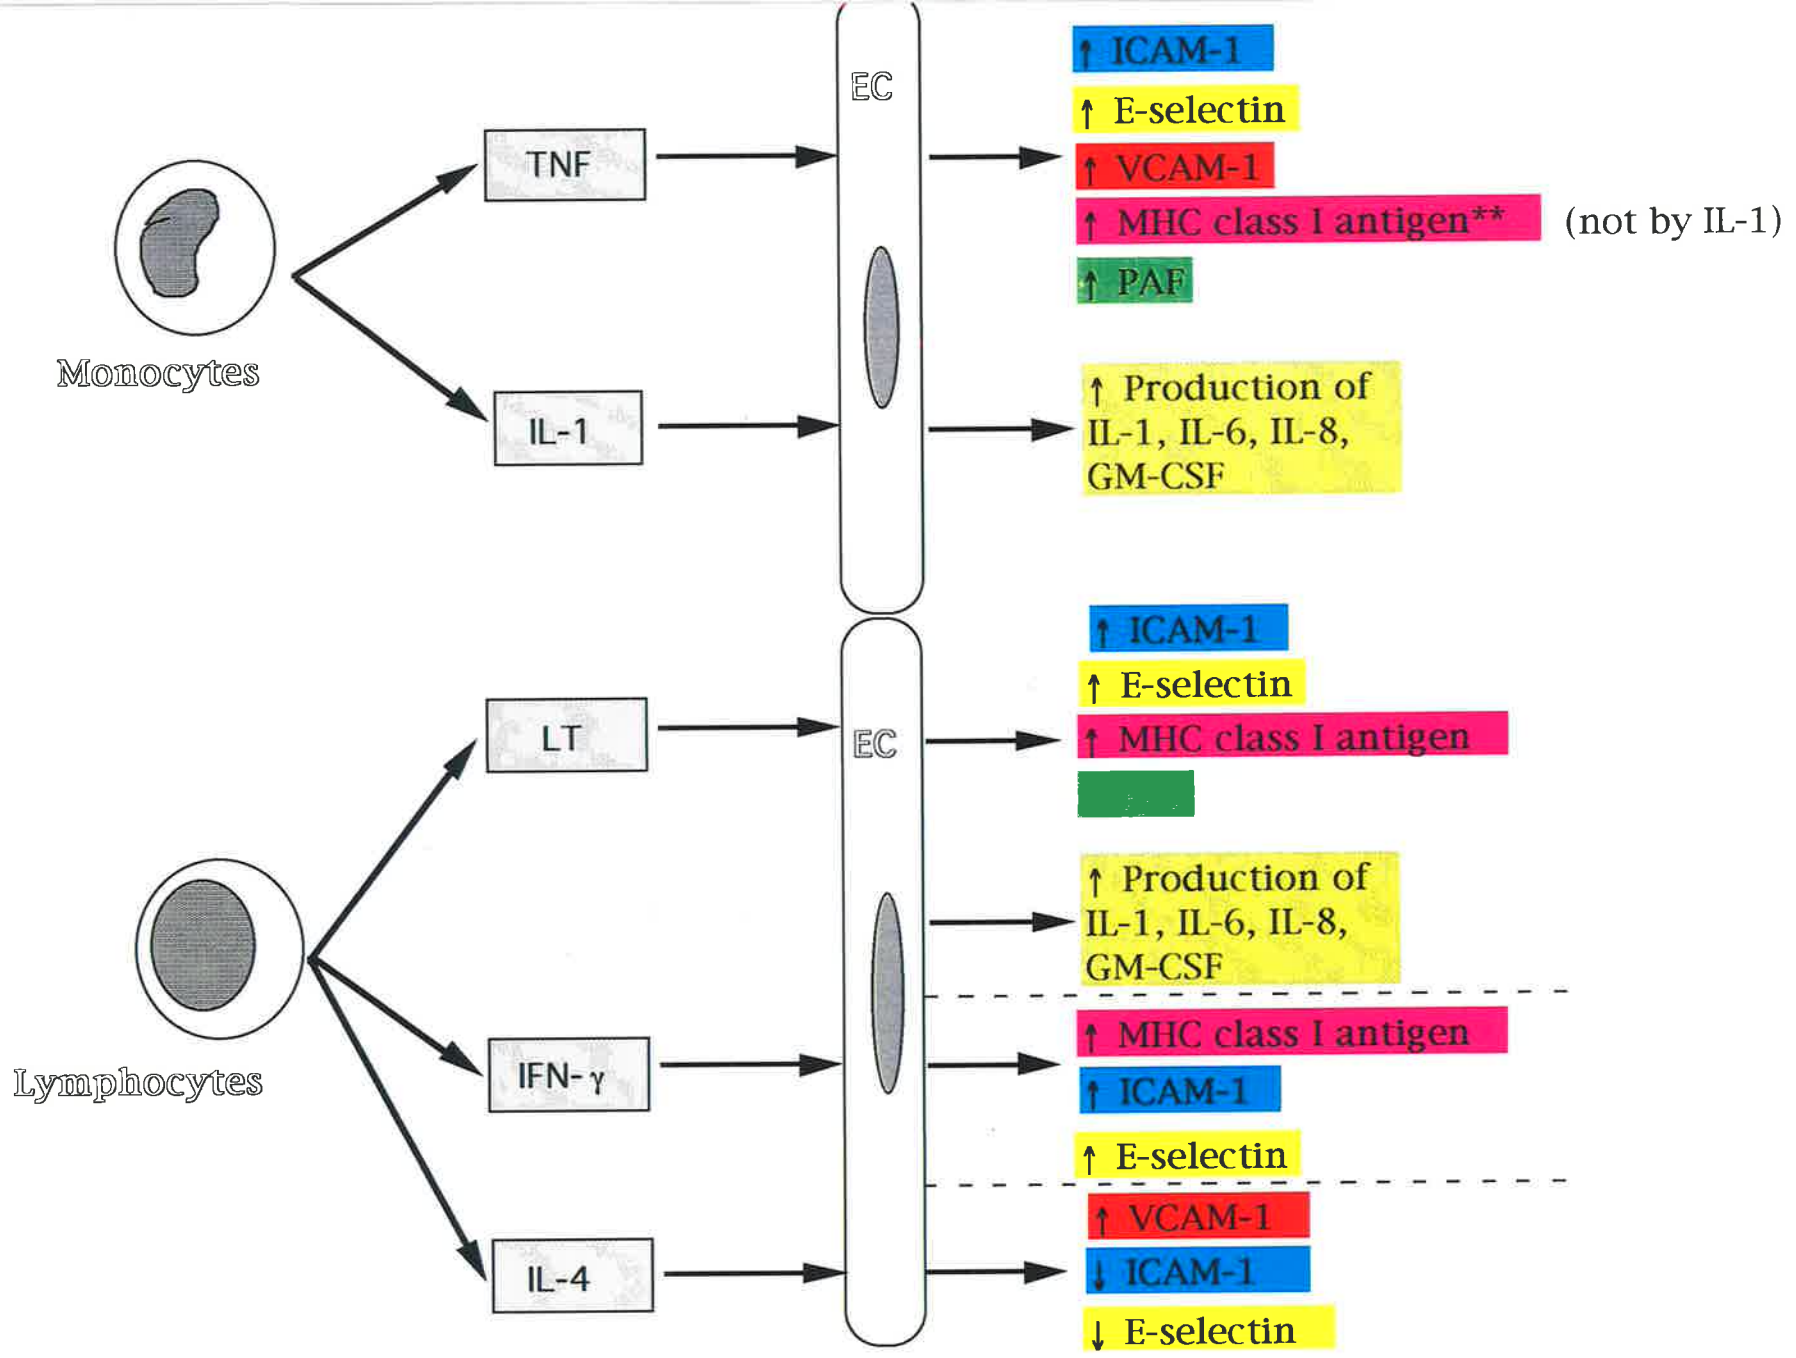 EC
↑ ICAM-1
↑ E-selectin
TNF
↑ VCAM-1
↑ MHC class I antigen** (not by IL-1)
↑ PAF
Monocytes
IL-1
↑ Production of
IL-1, IL-6, IL-8,
GM-CSF
↑ ICAM-1
↑ E-selectin
LT
EC
↑ MHC class I antigen
↑ Production of
IL-1, IL-6, IL-8,
GM-CSF
↑ MHC class I antigen
Lymphocytes
IFN- γ
↑ ICAM-1
↑ E-selectin
↑ VCAM-1
IL-4
↓ ICAM-1
↓ E-selectin